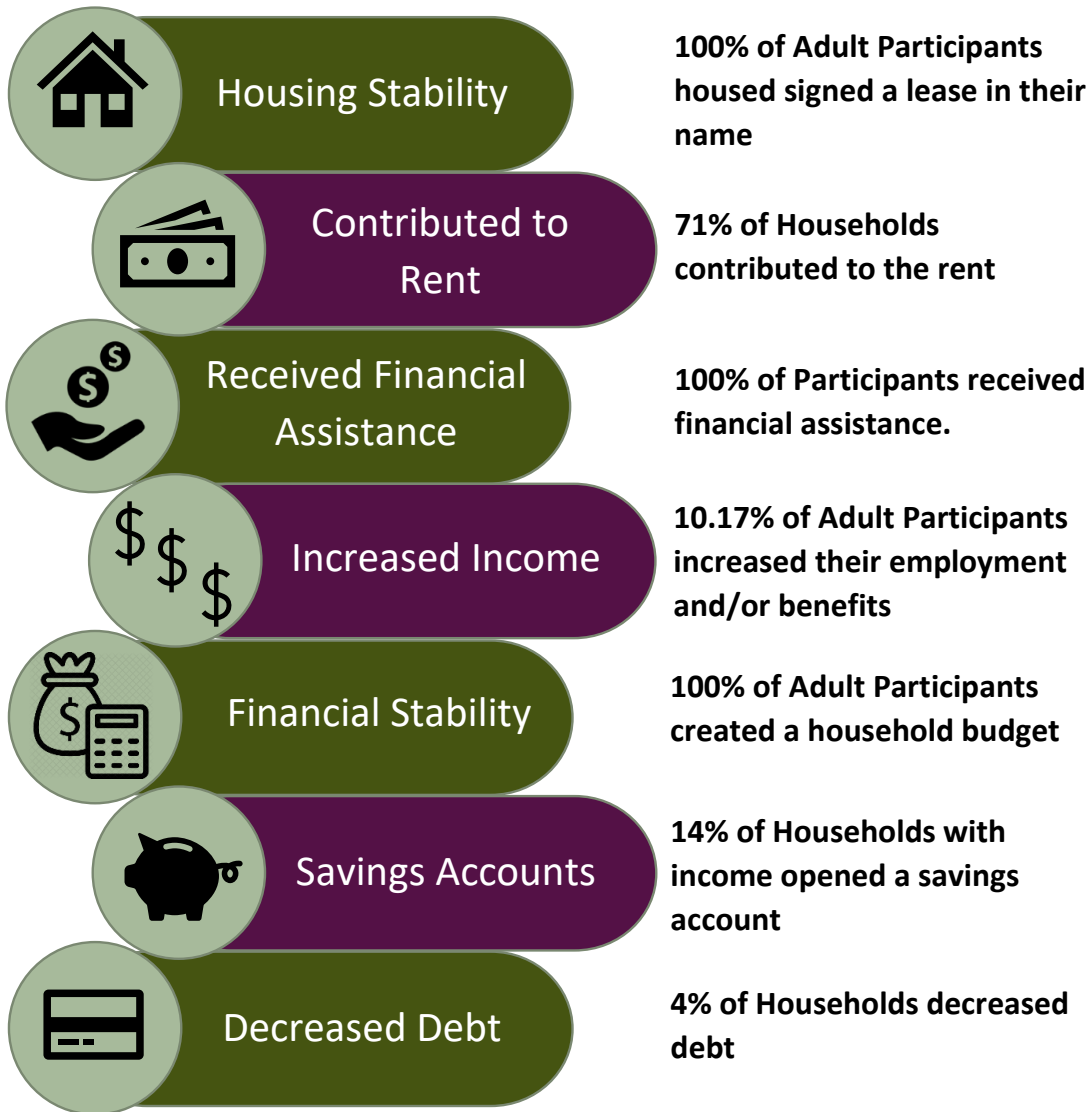 Housing Stability
100% of Adult Participants
housed signed a lease in their
name
Contributed to
Rent
71% of Households
contributed to the rent
Received Financial
Assistance
100% of Participants received
financial assistance.
Increased Income
10.17% of Adult Participants
increased their employment
and/or benefits
Financial Stability
100% of Adult Participants
created a household budget
Savings Accounts
14% of Households with
income opened a savings
account
Decreased Debt
4% of Households decreased
debt